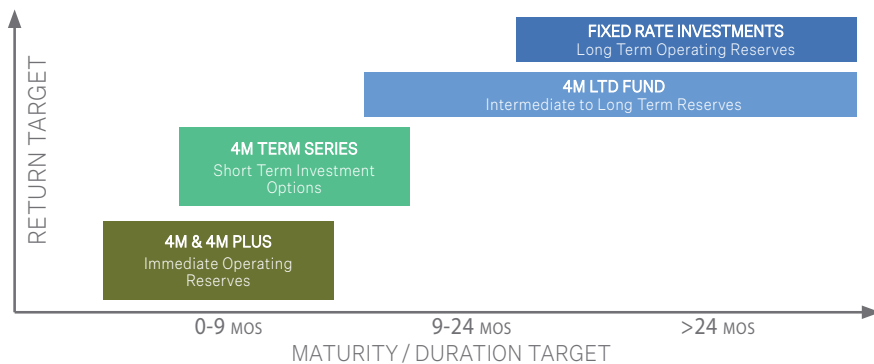 FIXED RATE INVESTMENTS
Long Term Operating Reserves
4M LTD FUND
Intermediate to Long Term Reserves
4M TERM SERIES
Short Term Investment
Options
4M & 4M PLUS
Immediate Operating
Reserves
RETURN TARGET
0-9 MOS
9-24 MOS
>24 MOS
MATURITY / DURATION TARGET